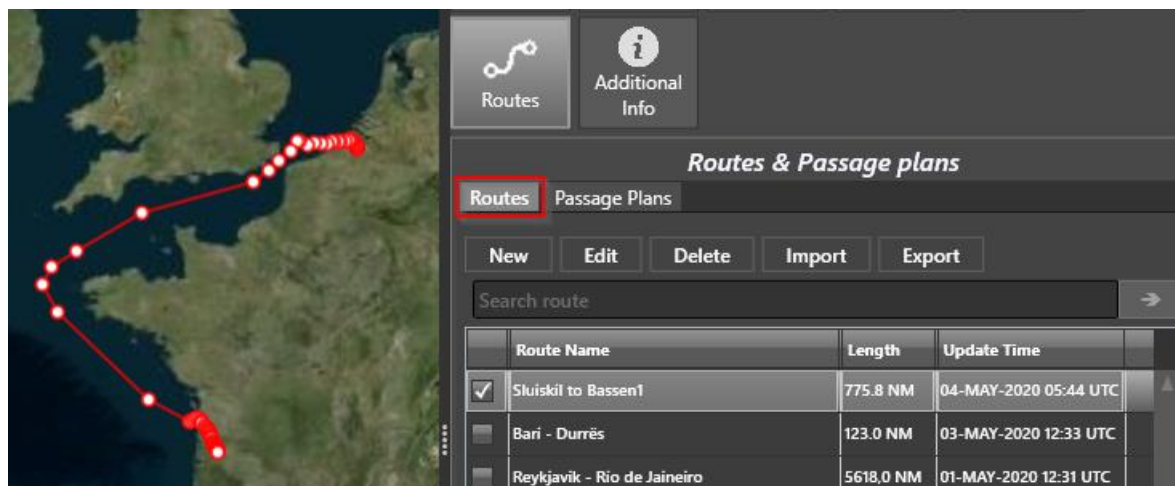 Routes
Additional
Info
Routes & Passage plans
Routes Passage Plans
New Edit Delete Import Export
Search route
Route Name Length Update Time
Sluiskil to Bassen1 775.8 NM 04-MAY-2020 05:44 UTC
Bari - Durrës 123.0 NM 03-MAY-2020 12:33 UTC
Reykjavik - Rio de Jaineiro 5618,0 NM 01-MAY-2020 12:31 UTC